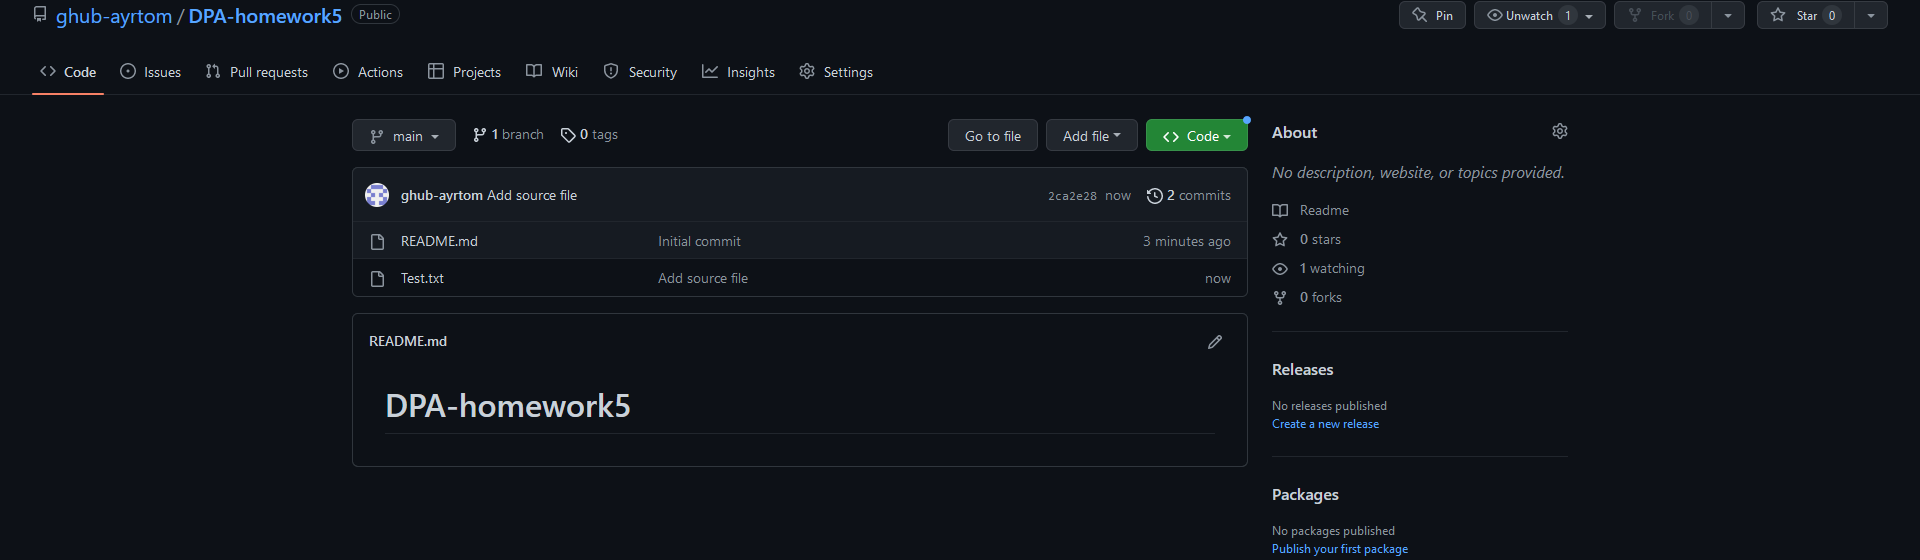 ghub-ayrtom / DPA-homework5 Public
Pin Unwatch 1 Fork 0 Star 0
Code Issues Pull requests Actions Projects Wiki Security Insights Settings
main 1 branch 0 tags Go to file Add file Code
ghub-ayrtom Add source file 2ca2e28 now 2 commits
README.md Initial commit 3 minutes ago
Test.txt Add source file now
README.md
DPA-homework5
About
No description, website, or topics provided.
Readme
0 stars
1 watching
0 forks
Releases
No releases published
Create a new release
Packages
No packages published
Publish your first package